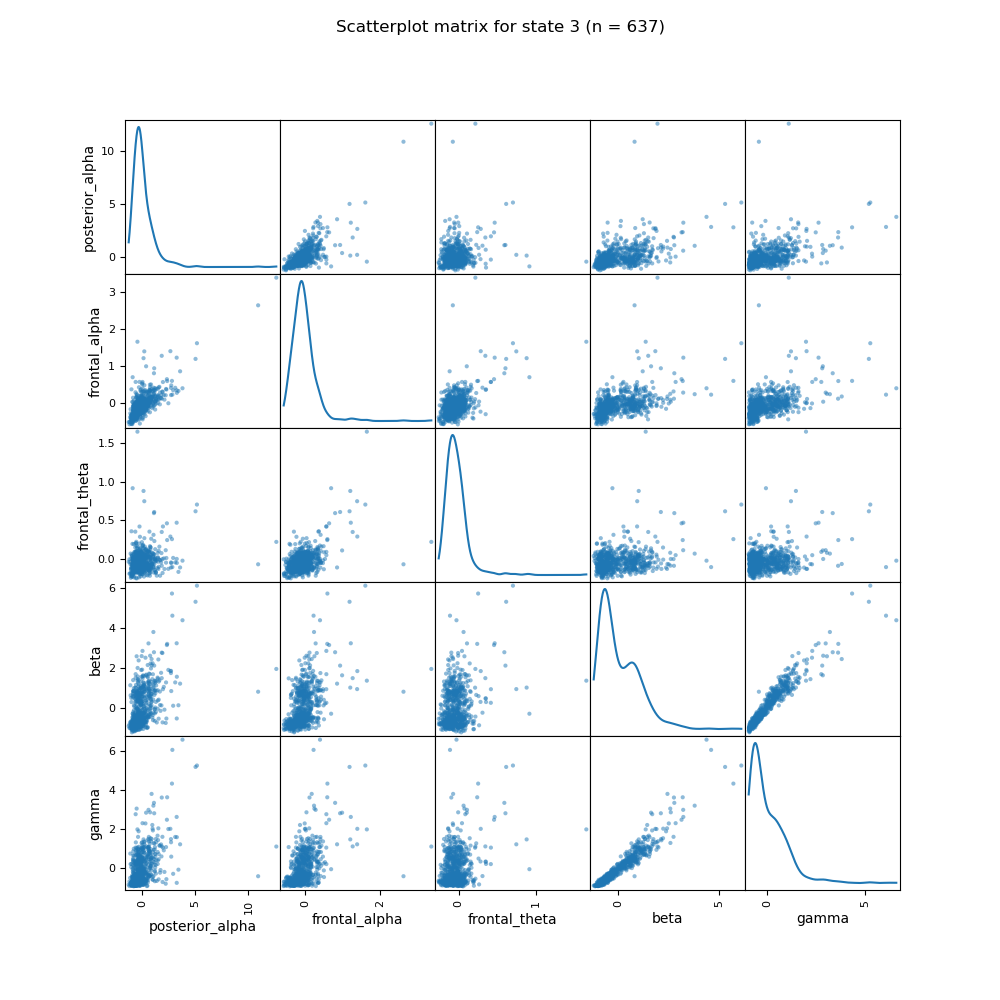 Scatterplot matrix for state 3 (n = 637)
posterior_alpha
10
5
0
frontal_alpha
3
2
1
0
frontal_theta
1.5
1.0
0.5
0.0
beta
6
4
2
0
gamma
6
4
2
0
0 5 10 0 2 0 1 0 5 0 5
posterior_alpha frontal_alpha frontal_theta beta gamma